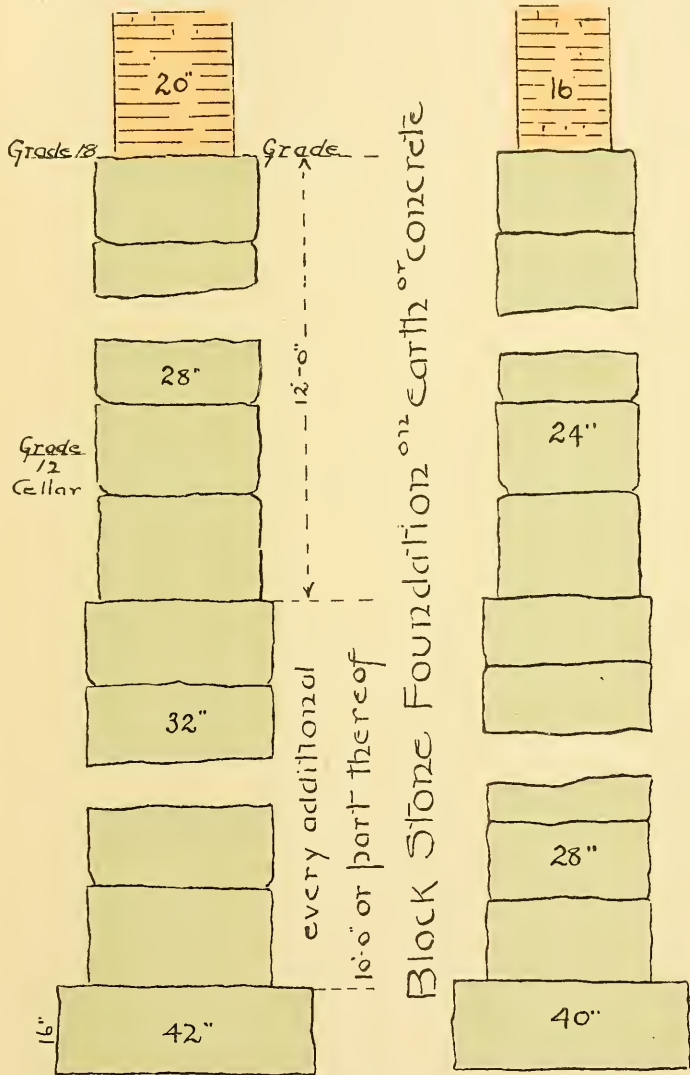 20"
16
Grade 18
Grade
12'-0"
28"
24"
Grade
12
Cellar
Block Stone Foundation on earth or concrete
32"
every additional
10'-0" or part thereof
28"
16"
42"
40"